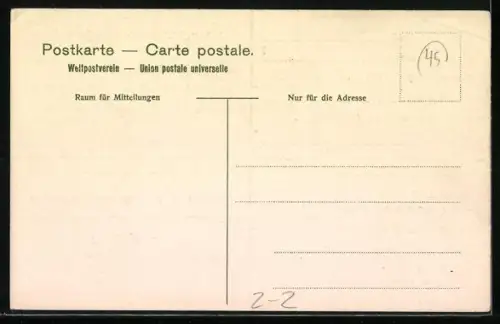 Postkarte — Carte postale.
Weltpostverein — Union postale universelle
Raum für Mitteilungen
Nur für die Adresse
45
2-2